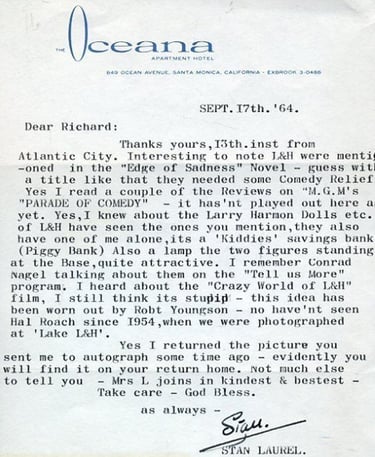 THE Oceana
APARTMENT HOTEL
849 OCEAN AVENUE, SANTA MONICA, CALIFORNIA - EXBROOK 3-0486
SEPT.17th.'64.
Dear Richard:
Thanks yours,13th.inst from
Atlantic City. Interesting to note L&H were menti
-oned in the "Edge of Sadness" Novel - guess with
a title like that they needed some Comedy Relief
Yes I read a couple of the Reviews on "M.G.M's
"PARADE OF COMEDY" - it has'nt played out here as
yet. Yes,I knew about the Larry Harmon Dolls etc.
of L&H have seen the ones you mention,they also
have one of me alone,its a 'Kiddies' savings bank
(Piggy Bank) Also a lamp the two figures standing
at the Base,quite attractive. I remember Conrad
Nagel talking about them on the "Tell us More"
program. I heard about the "Crazy World of L&H"
film, I still think its stupid - this idea has
been worn out by Robt Youngson - no hav'nt seen
Hal Roach since 1954,when we were photographed
at 'Lake L&H'.
Yes I returned the picture you
sent me to autograph some time ago - evidently you
will find it on your return home. Not much else
to tell you - Mrs L joins in kindest & bestest -
Take care - God Bless.
as always -
Stan.
STAN LAUREL.